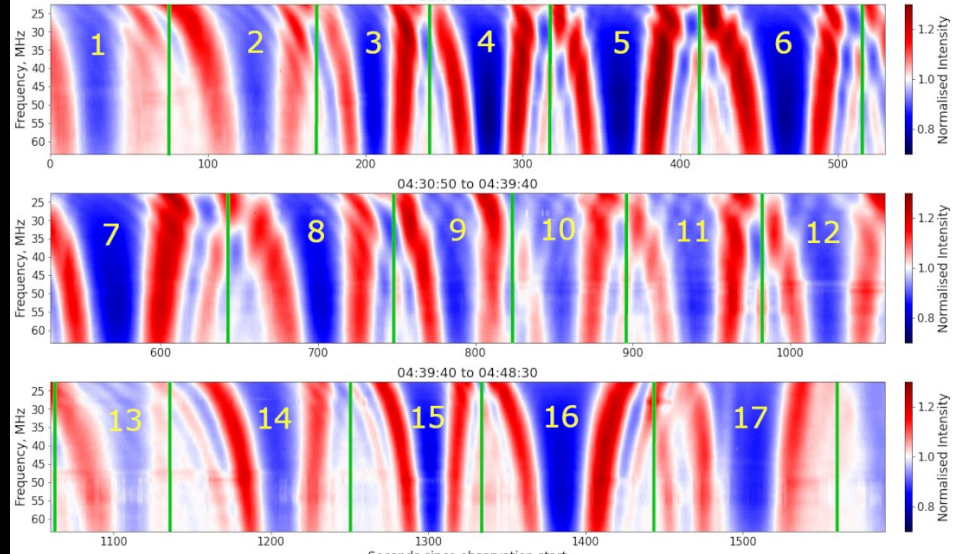 25 30 35 40 45 50 55 60
Frequency, MHz
1 2 3 4 5 6
0 100 200 300 400 500
1.2 1.0 0.8
Normalised Intensity
04:30:50 to 04:39:40
25 30 35 40 45 50 55 60
Frequency, MHz
7 8 9 10 11 12
600 700 800 900 1000
1.2 1.0 0.8
Normalised Intensity
04:39:40 to 04:48:30
25 30 35 40 45 50 55 60
Frequency, MHz
13 14 15 16 17
1100 1200 1300 1400 1500
1.2 1.0 0.8
Normalised Intensity
Seconds since observation start